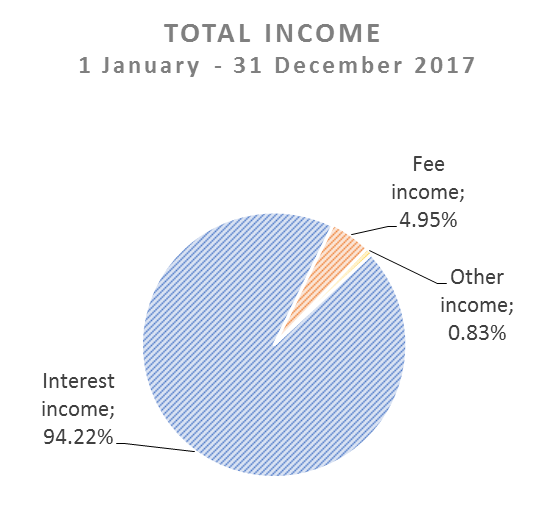 TOTAL INCOME
1 January - 31 December 2017
Fee
income;
4.95%
Other
income;
0.83%
Interest
income;
94.22%